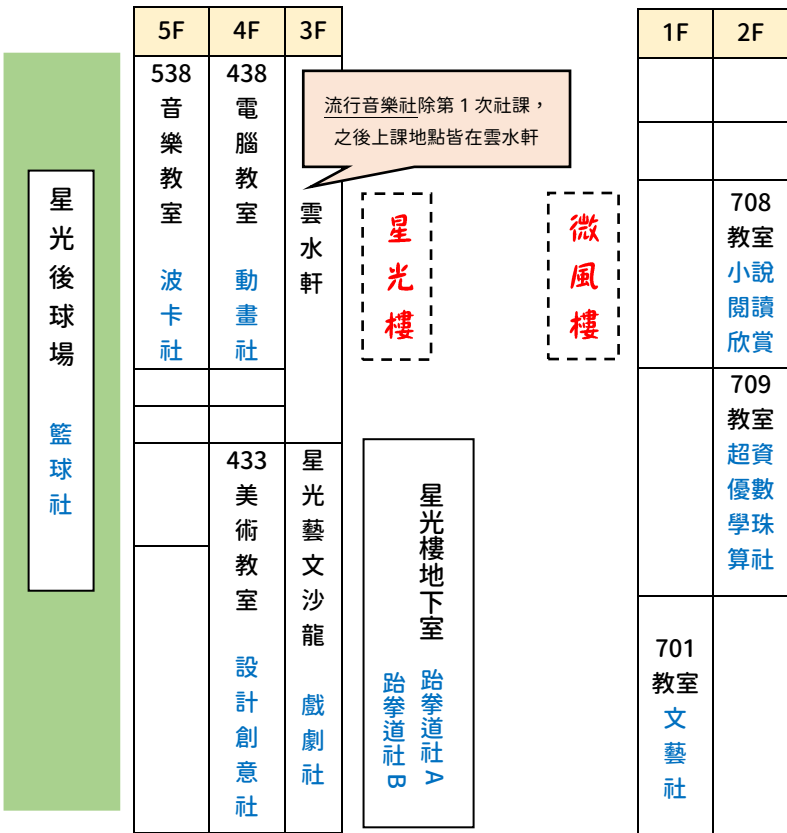 5F
4F
3F
538
音樂教室
波卡社
438
電腦教室
動畫社
流行音樂社除第 1 次社課，
之後上課地點皆在雲水軒
雲水軒
星光後球場
籃球社
433
美術教室
設計創意社
星光藝文沙龍
戲劇社
星光樓
微風樓
星光樓地下室
跆拳道社 A
跆拳道社 B
1F
2F
708
教室
小說
閱讀
欣賞
709
教室
超資
優數
學珠
算社
701
教室
文藝社